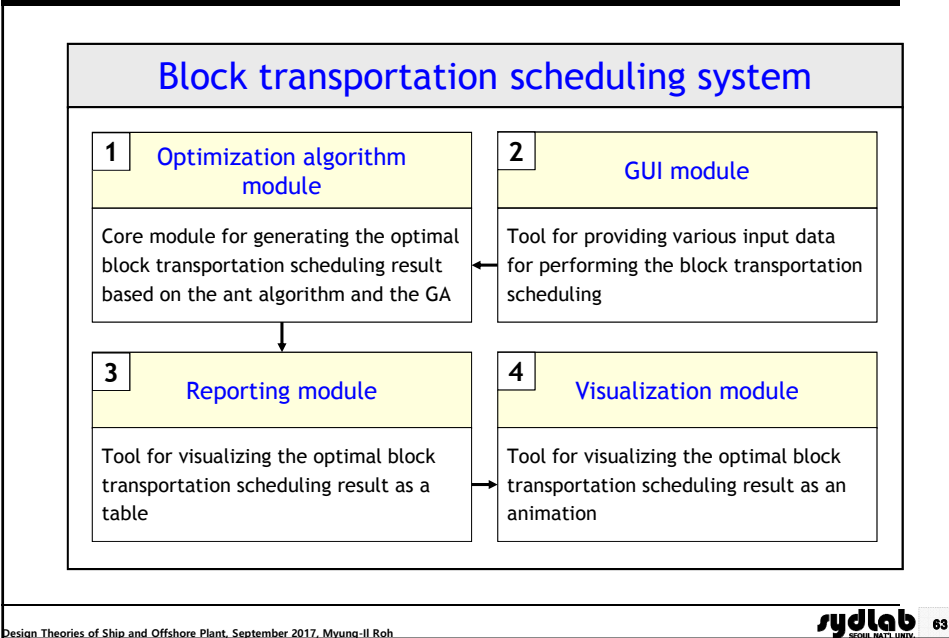 Block transportation scheduling system
1
Optimization algorithm
module
Core module for generating the optimal
block transportation scheduling result
based on the ant algorithm and the GA
2
GUI module
Tool for providing various input data
for performing the block transportation
scheduling
3
Reporting module
Tool for visualizing the optimal block
transportation scheduling result as a
table
4
Visualization module
Tool for visualizing the optimal block
transportation scheduling result as an
animation
Design Theories of Ship and Offshore Plant, September 2017, Myung-Il Roh
sydlab
SEOUL NAT'L UNIV.
63